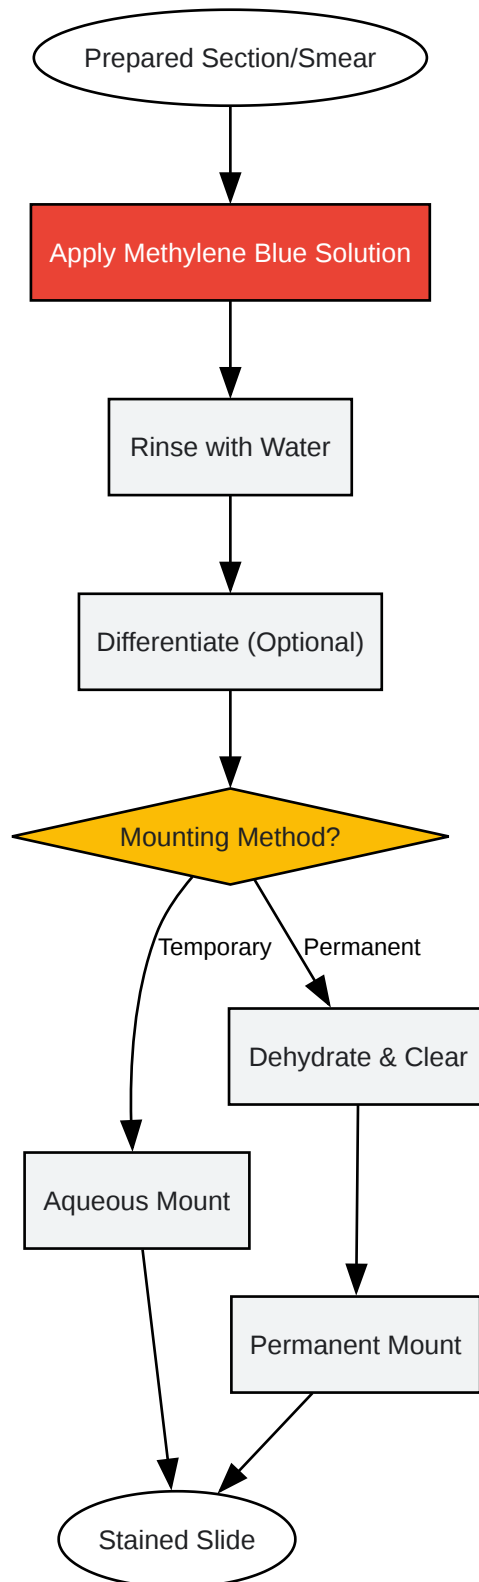 Prepared Section/Smear
Apply Methylene Blue Solution
Rinse with Water
Differentiate (Optional)
Mounting Method?
Temporary
Permanent
Dehydrate & Clear
Aqueous Mount
Permanent Mount
Stained Slide